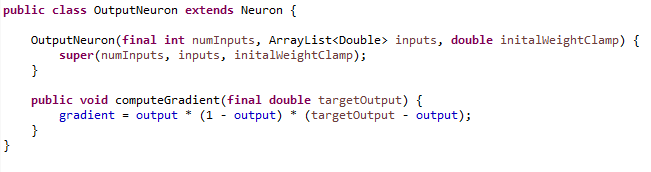 public class OutputNeuron extends Neuron {
OutputNeuron(final int numInputs, ArrayList<Double> inputs, double initalWeightClamp) {
super(numInputs, inputs, initalWeightClamp);
}
public void computeGradient(final double targetOutput) {
gradient = output * (1 - output) * (targetOutput - output);
}
}